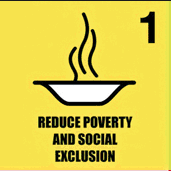 1
REDUCE POVERTY
AND SOCIAL
EXCLUSION